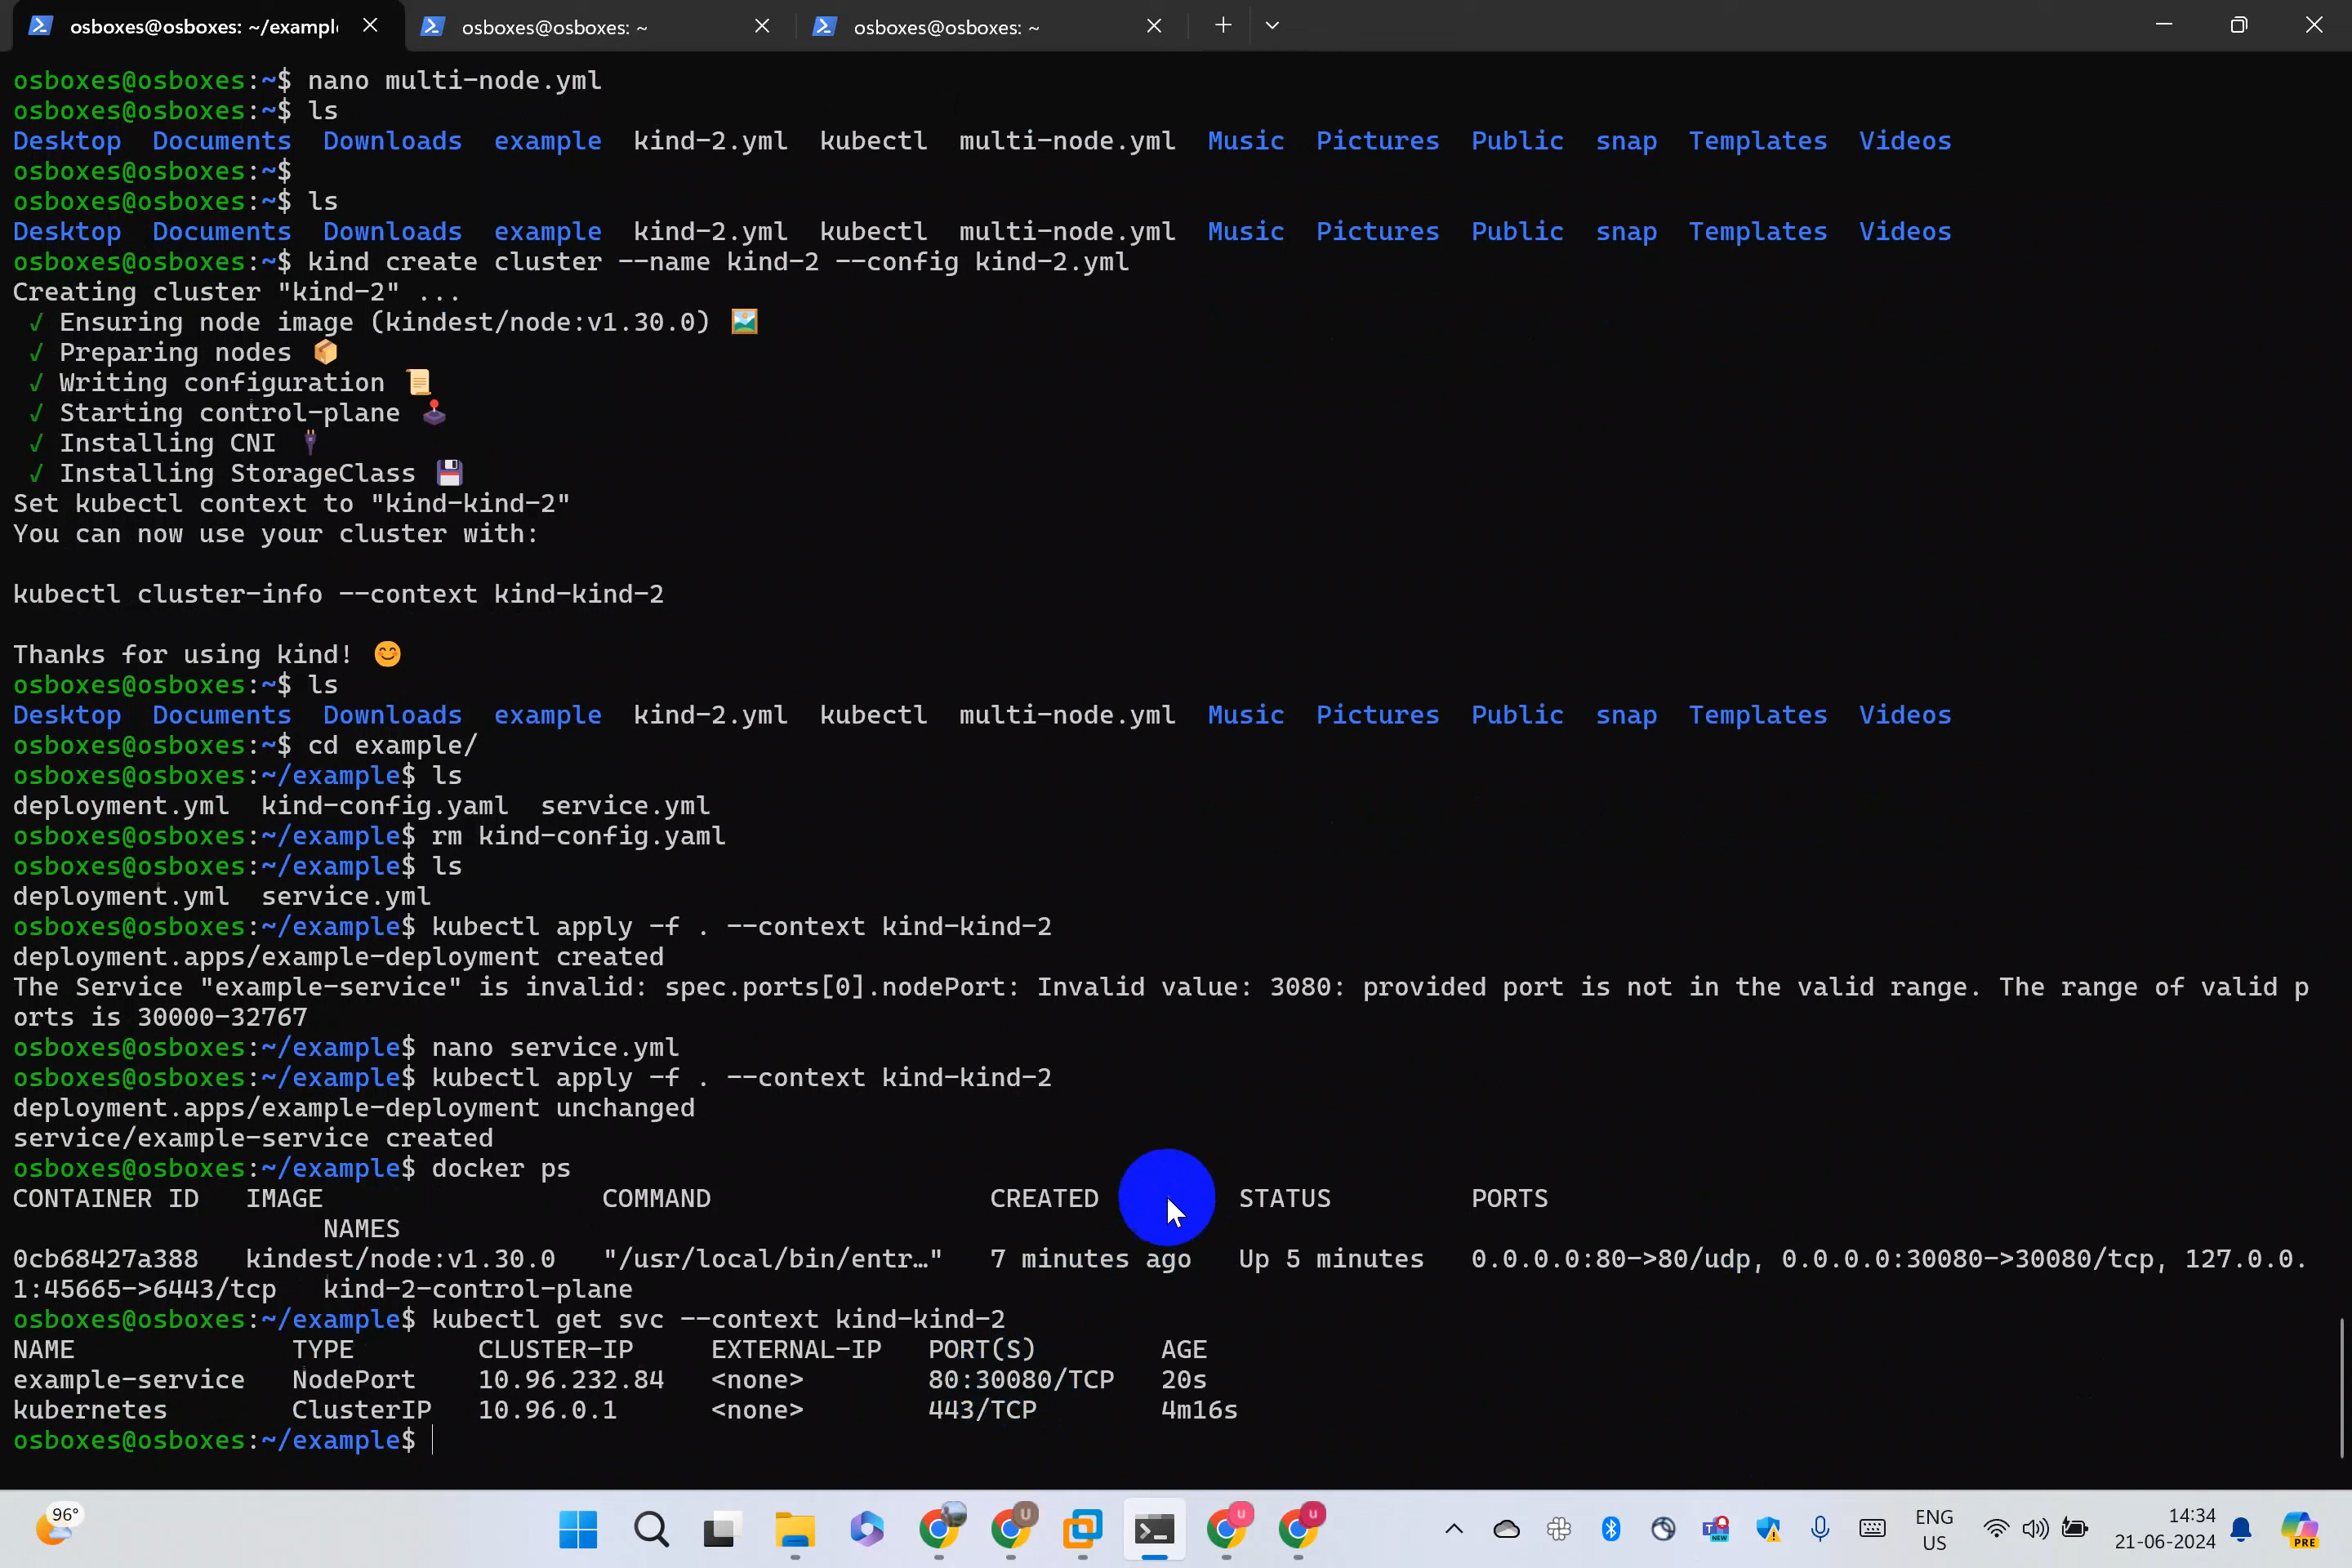 osboxes@osboxes: ~/exampl
osboxes@osboxes: ~
osboxes@osboxes: ~
osboxes@osboxes:~$ nano multi-node.yml
osboxes@osboxes:~$ ls
Desktop  Documents  Downloads  example  kind-2.yml  kubectl  multi-node.yml  Music  Pictures  Public  snap  Templates  Videos
osboxes@osboxes:~$
osboxes@osboxes:~$ ls
Desktop  Documents  Downloads  example  kind-2.yml  kubectl  multi-node.yml  Music  Pictures  Public  snap  Templates  Videos
osboxes@osboxes:~$ kind create cluster --name kind-2 --config kind-2.yml
Creating cluster "kind-2" ...
✓ Ensuring node image (kindest/node:v1.30.0) 🖼
✓ Preparing nodes 📦
✓ Writing configuration 📜
✓ Starting control-plane 🕹
✓ Installing CNI 🔌
✓ Installing StorageClass 💾
Set kubectl context to "kind-kind-2"
You can now use your cluster with:
kubectl cluster-info --context kind-kind-2
Thanks for using kind! 😊
osboxes@osboxes:~$ ls
Desktop  Documents  Downloads  example  kind-2.yml  kubectl  multi-node.yml  Music  Pictures  Public  snap  Templates  Videos
osboxes@osboxes:~$ cd example/
osboxes@osboxes:~/example$ ls
deployment.yml  kind-config.yaml  service.yml
osboxes@osboxes:~/example$ rm kind-config.yaml
osboxes@osboxes:~/example$ ls
deployment.yml  service.yml
osboxes@osboxes:~/example$ kubectl apply -f . --context kind-kind-2
deployment.apps/example-deployment created
The Service "example-service" is invalid: spec.ports[0].nodePort: Invalid value: 3080: provided port is not in the valid range. The range of valid p
orts is 30000-32767
osboxes@osboxes:~/example$ nano service.yml
osboxes@osboxes:~/example$ kubectl apply -f . --context kind-kind-2
deployment.apps/example-deployment unchanged
service/example-service created
osboxes@osboxes:~/example$ docker ps
CONTAINER ID   IMAGE                  COMMAND                  CREATED         STATUS         PORTS
NAMES
0cb68427a388   kindest/node:v1.30.0   "/usr/local/bin/entr…"   7 minutes ago   Up 5 minutes   0.0.0.0:80->80/udp, 0.0.0.0:30080->30080/tcp, 127.0.0.
1:45665->6443/tcp   kind-2-control-plane
osboxes@osboxes:~/example$ kubectl get svc --context kind-kind-2
NAME              TYPE        CLUSTER-IP     EXTERNAL-IP   PORT(S)        AGE
example-service   NodePort    10.96.232.84   <none>        80:30080/TCP   20s
kubernetes        ClusterIP   10.96.0.1      <none>        443/TCP        4m16s
osboxes@osboxes:~/example$
96°
U
u
u
NEW
ENG
US
14:34
21-06-2024
PRE